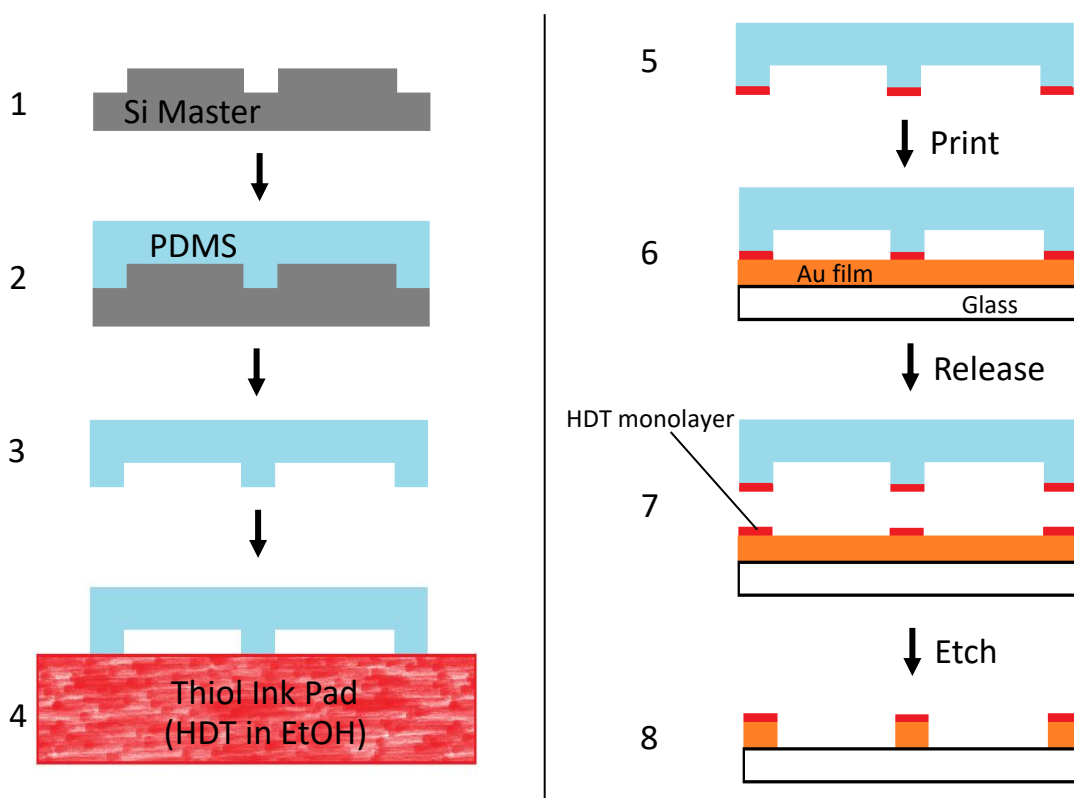 1
Si Master
2
PDMS
3
4
Thiol Ink Pad
(HDT in EtOH)
5
Print
6
Au film
Glass
Release
HDT monolayer
7
Etch
8